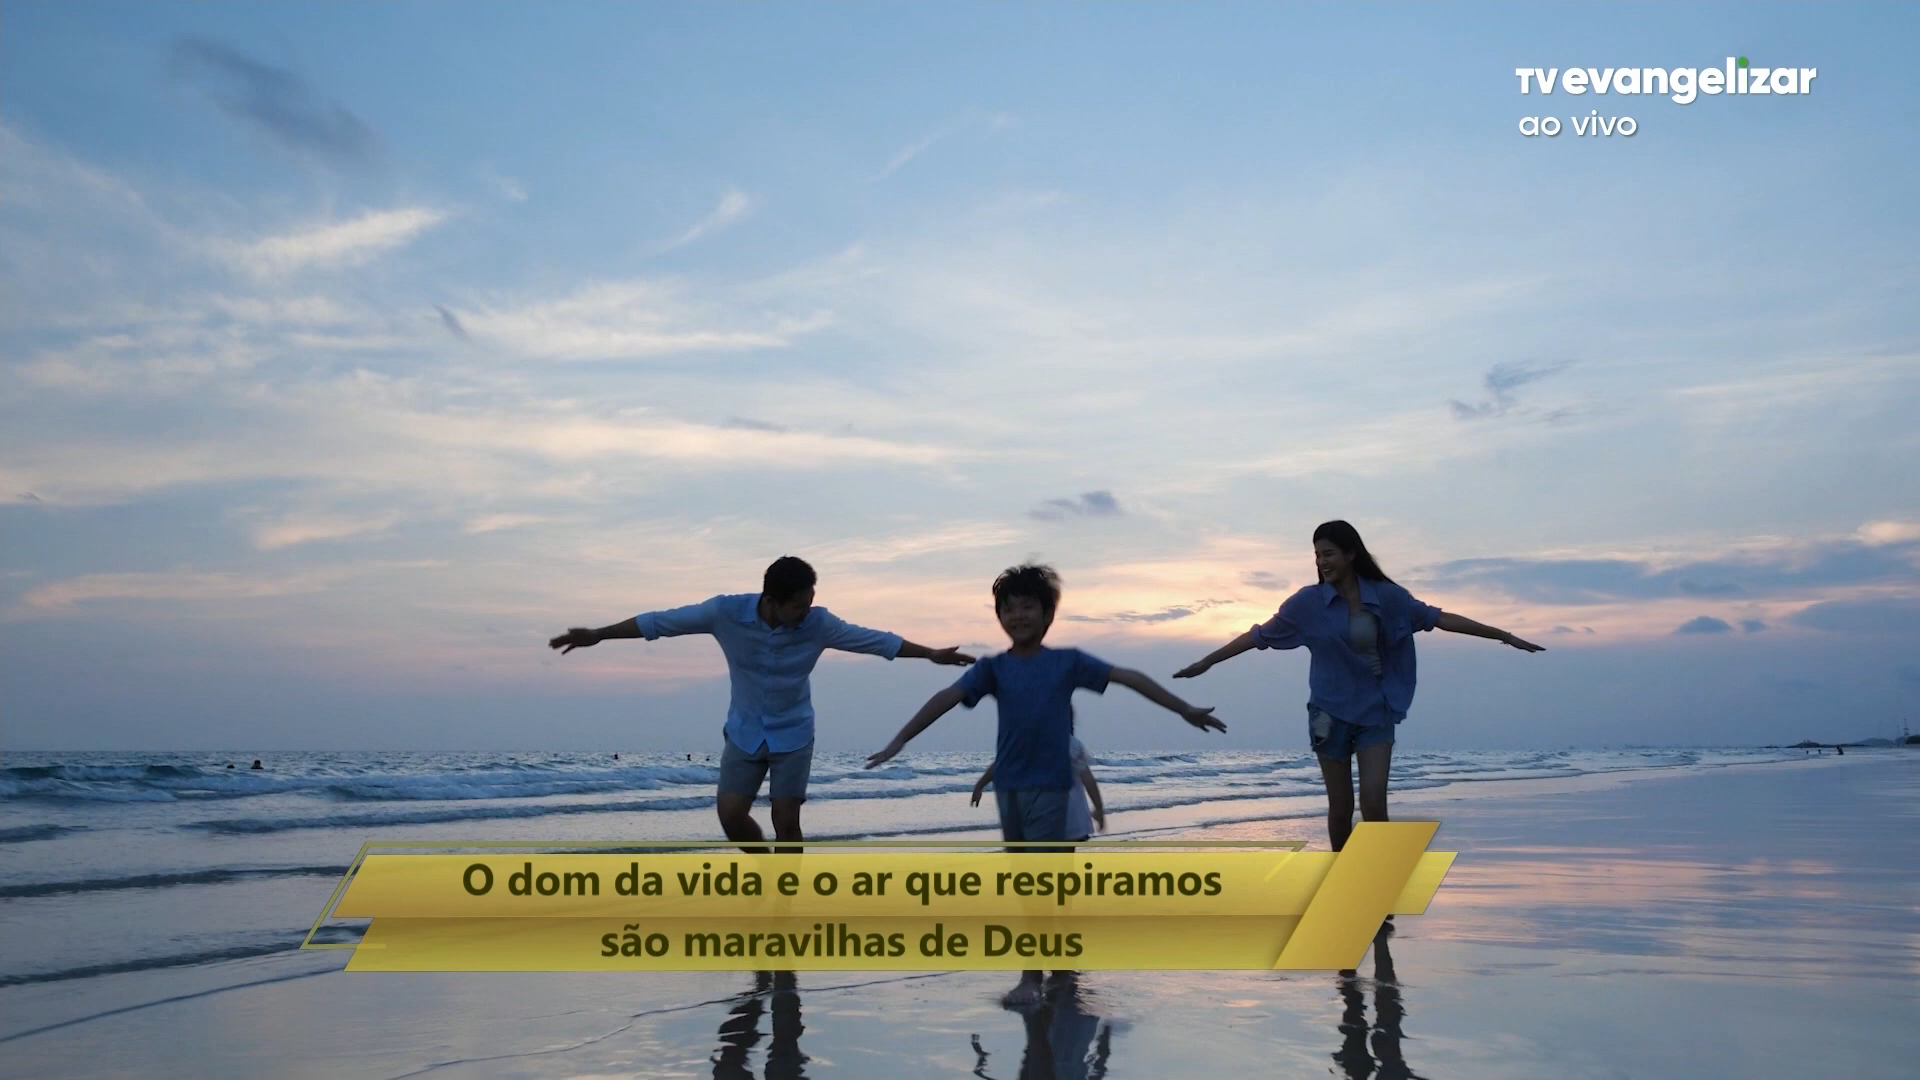 TV evangelizar
ao vivo
O dom da vida e o ar que respiramos
são maravilhas de Deus